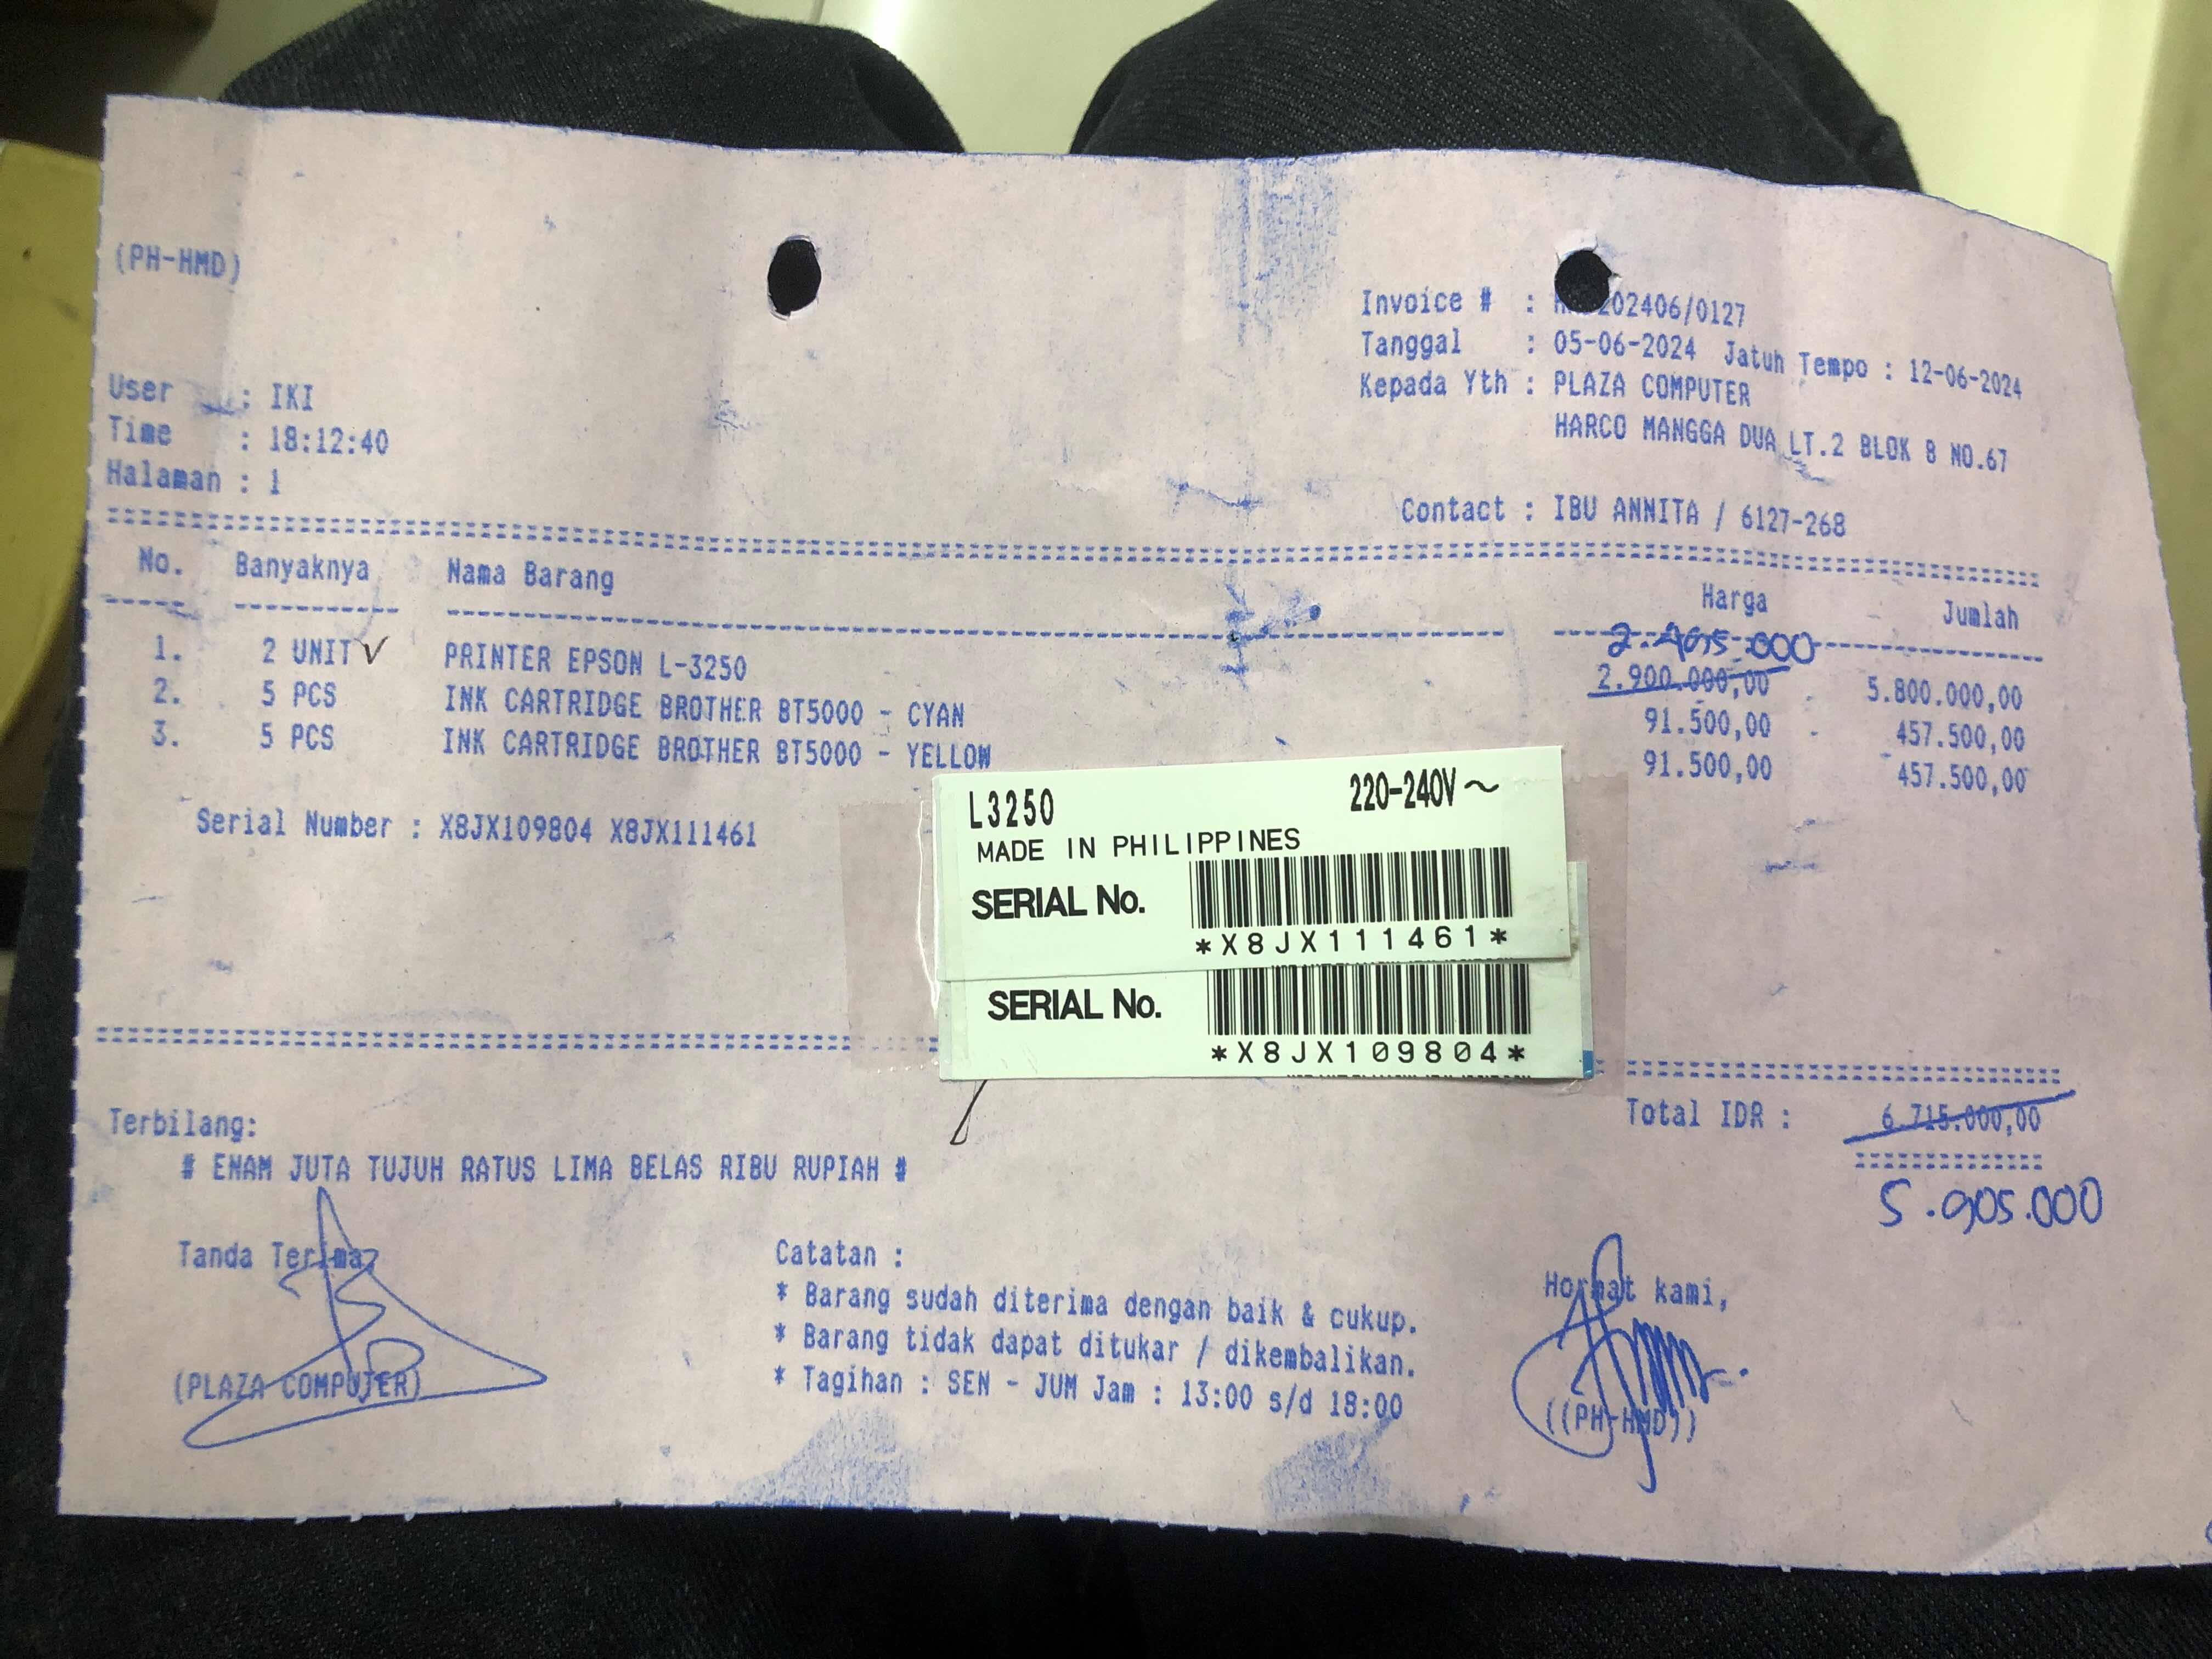 (PH-HMD)
Invoice # : 202406/0127
Tanggal : 05-06-2024 Jatuh Tempo : 12-06-2024
Kepada Yth : PLAZA COMPUTER
HARCO MANGGA DUA LT.2 BLOK B NO.67
User : IKI
Time : 18:12:40
Halaman : 1
Contact : IBU ANNITA / 6127-268
No. Banyaknya Nama Barang Harga Jumlah
1. 2 UNIT ✓ PRINTER EPSON L-3250 2.900.000,00 5.800.000,00
2. 5 PCS INK CARTRIDGE BROTHER BT5000 - CYAN 91.500,00 457.500,00
3. 5 PCS INK CARTRIDGE BROTHER BT5000 - YELLOW 91.500,00 457.500,00
Serial Number : X8JX109804 X8JX111461
L3250 220-240V~
MADE IN PHILIPPINES
SERIAL No.
*X8JX111461*
SERIAL No.
*X8JX109804*
Total IDR : 6.715.000,00
5.905.000
Terbilang:
# ENAM JUTA TUJUH RATUS LIMA BELAS RIBU RUPIAH #
Tanda Terima,
(PLAZA COMPUTER)
Catatan :
* Barang sudah diterima dengan baik & cukup.
* Barang tidak dapat ditukar / dikembalikan.
* Tagihan : SEN - JUM Jam : 13:00 s/d 18:00
Hormat kami,
((PH-HMD))